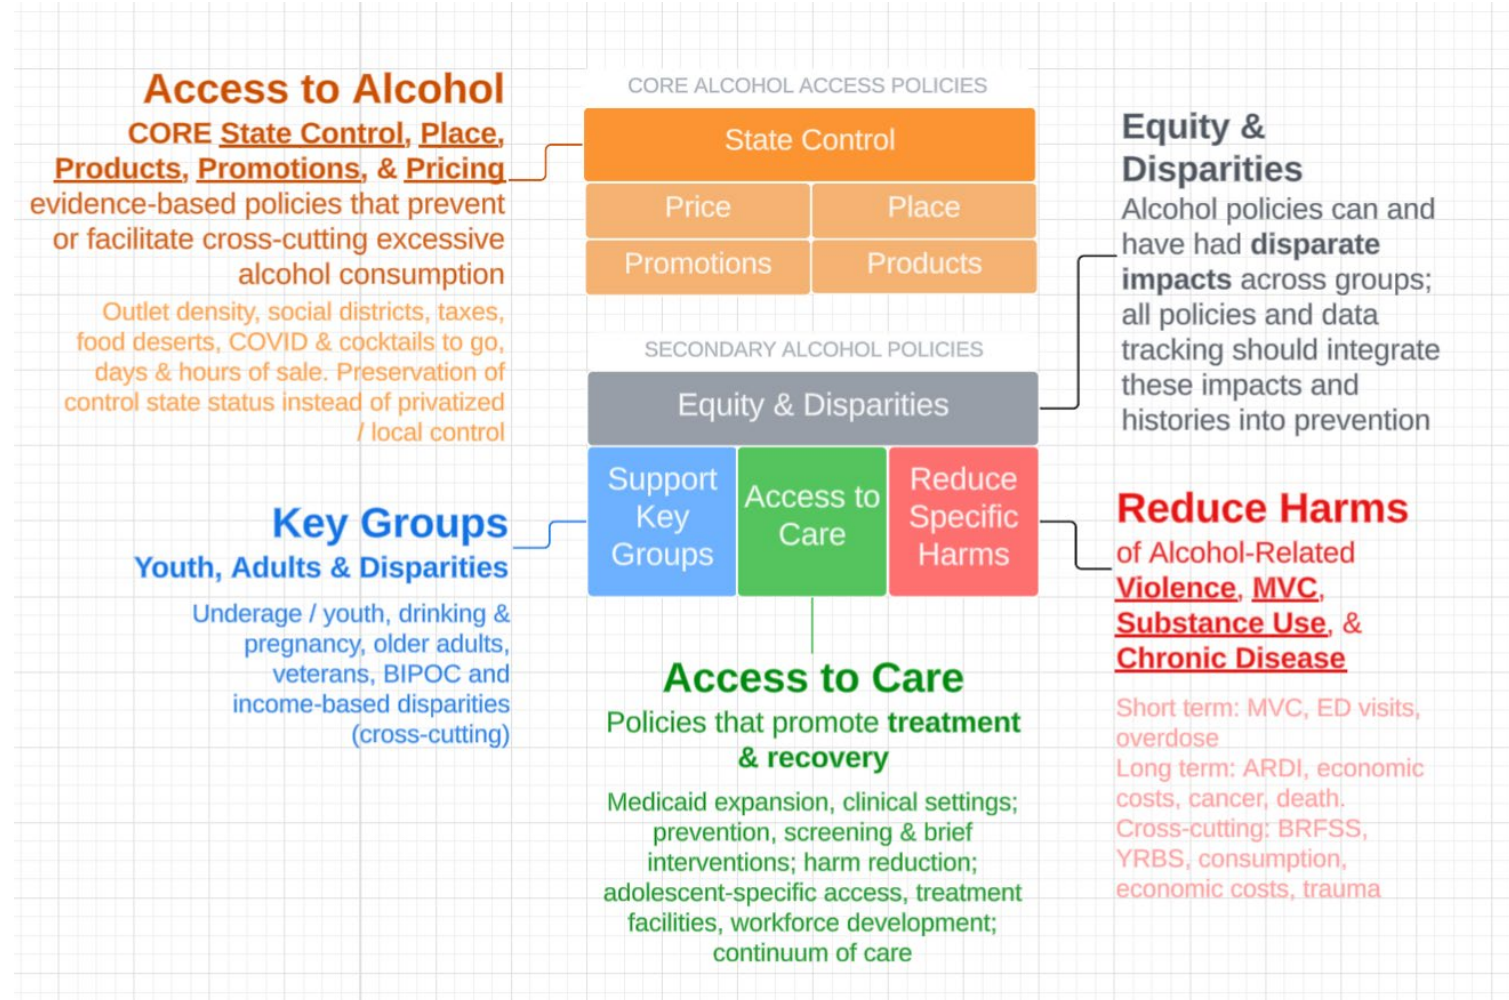 Access to Alcohol
CORE State Control, Place,
Products, Promotions, & Pricing
evidence-based policies that prevent
or facilitate cross-cutting excessive
alcohol consumption
Outlet density, social districts, taxes,
food deserts, COVID & cocktails to go,
days & hours of sale. Preservation of
control state status instead of privatized
/ local control
CORE ALCOHOL ACCESS POLICIES
State Control
Price
Place
Promotions
Products
SECONDARY ALCOHOL POLICIES
Equity & Disparities
Support
Key
Groups
Access to
Care
Reduce
Specific
Harms
Equity &
Disparities
Alcohol policies can and
have had disparate
impacts across groups;
all policies and data
tracking should integrate
these impacts and
histories into prevention
Key Groups
Youth, Adults & Disparities
Underage / youth, drinking &
pregnancy, older adults,
veterans, BIPOC and
income-based disparities
(cross-cutting)
Access to Care
Policies that promote treatment
& recovery
Medicaid expansion, clinical settings;
prevention, screening & brief
interventions; harm reduction;
adolescent-specific access, treatment
facilities, workforce development;
continuum of care
Reduce Harms
of Alcohol-Related
Violence, MVC,
Substance Use, &
Chronic Disease
Short term: MVC, ED visits,
overdose
Long term: ARDI, economic
costs, cancer, death.
Cross-cutting: BRFSS,
YRBS, consumption,
economic costs, trauma